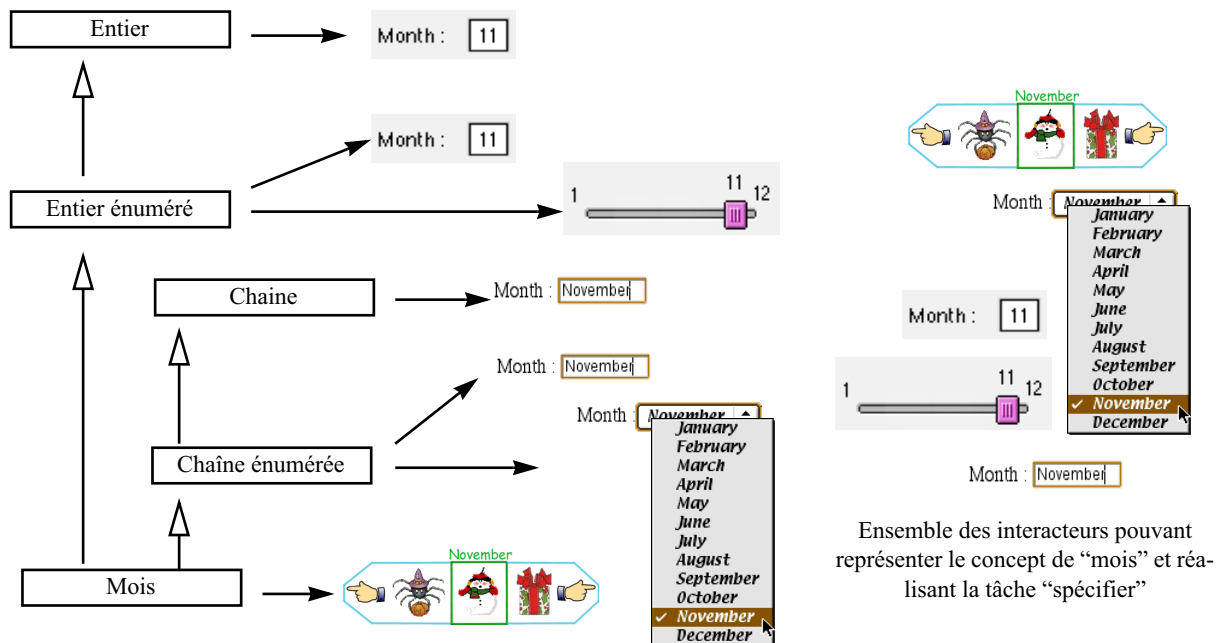 Entier
Month : 11
Month : 11
Entier énuméré
1 11 12
Chaine
Month : November
Month : November
Month : November
January
February
March
April
May
June
July
August
September
October
✓ November
December
Chaîne énumérée
Mois
November
November
Month : November
January
February
March
April
May
June
July
August
September
October
✓ November
December
Month : 11
1 11 12
Month : November
Ensemble des interacteurs pouvant
représenter le concept de “mois” et réa-
lisant la tâche “spécifier”